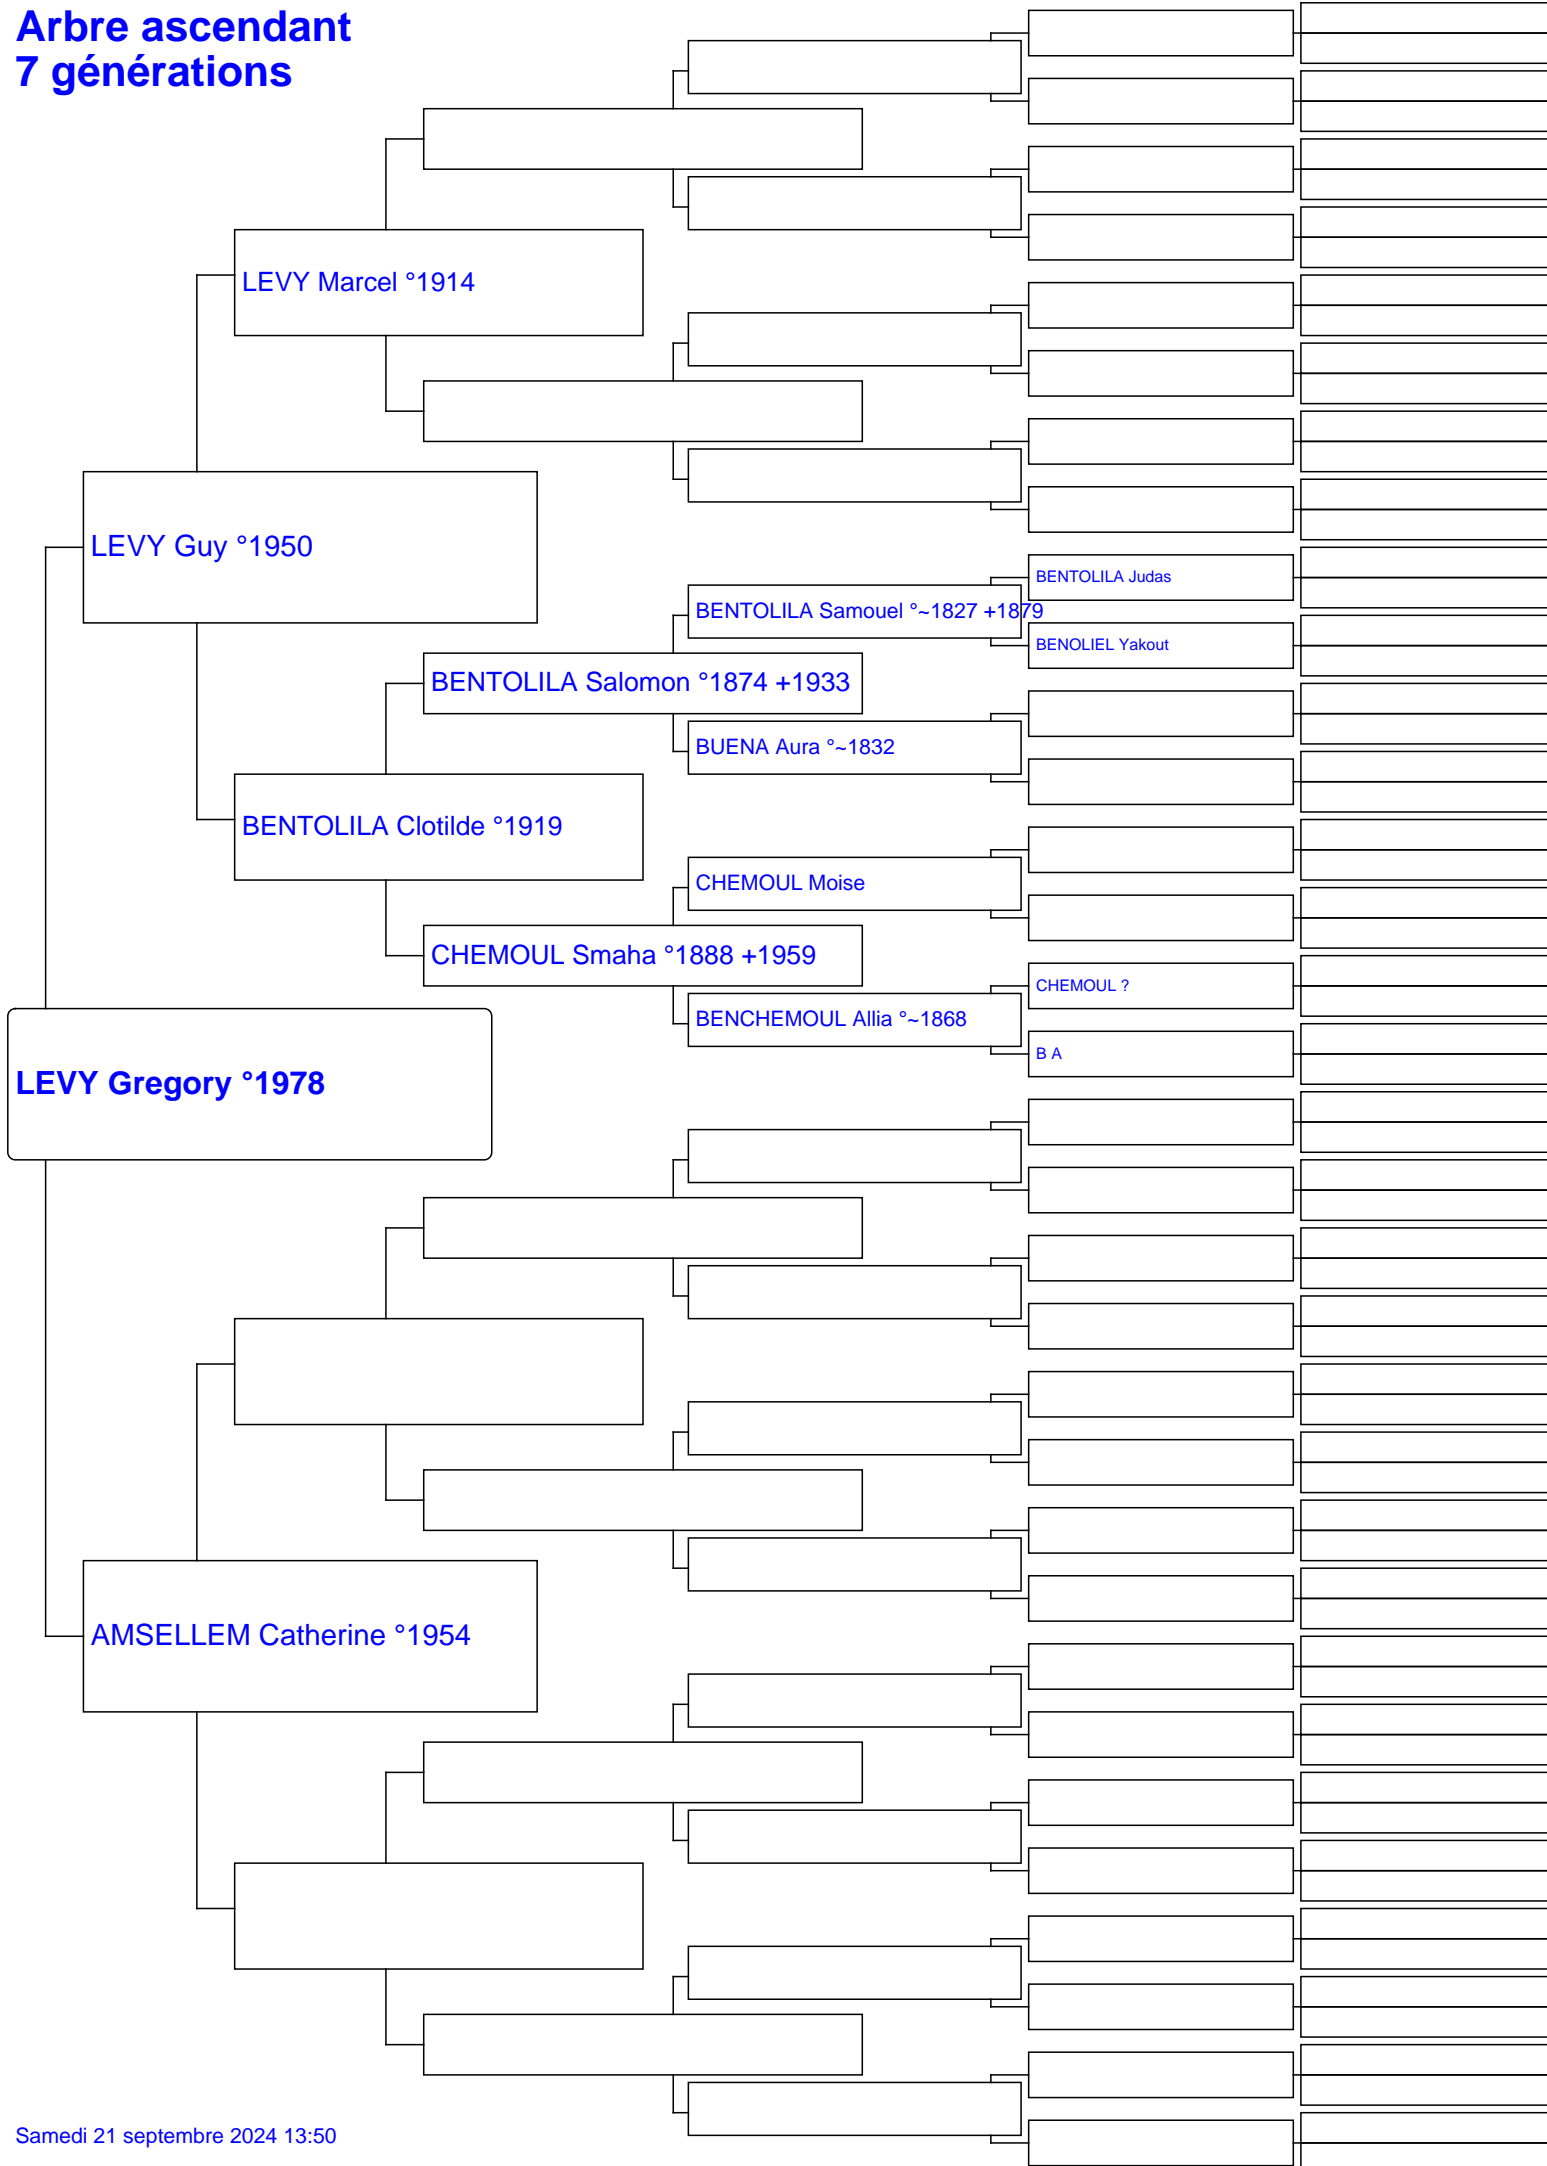 Arbre ascendant
7 générations
LEVY Marcel °1914
LEVY Guy °1950
BENTOLILA Judas
BENTOLILA Samouel °~1827 +1879
BENOLIEL Yakout
BENTOLILA Salomon °1874 +1933
BUENA Aura °~1832
BENTOLILA Clotilde °1919
CHEMOUL Moise
CHEMOUL Smaha °1888 +1959
CHEMOUL ?
BENCHEMOUL Allia °~1868
B A
LEVY Gregory °1978
AMSELLEM Catherine °1954
Samedi 21 septembre 2024 13:50